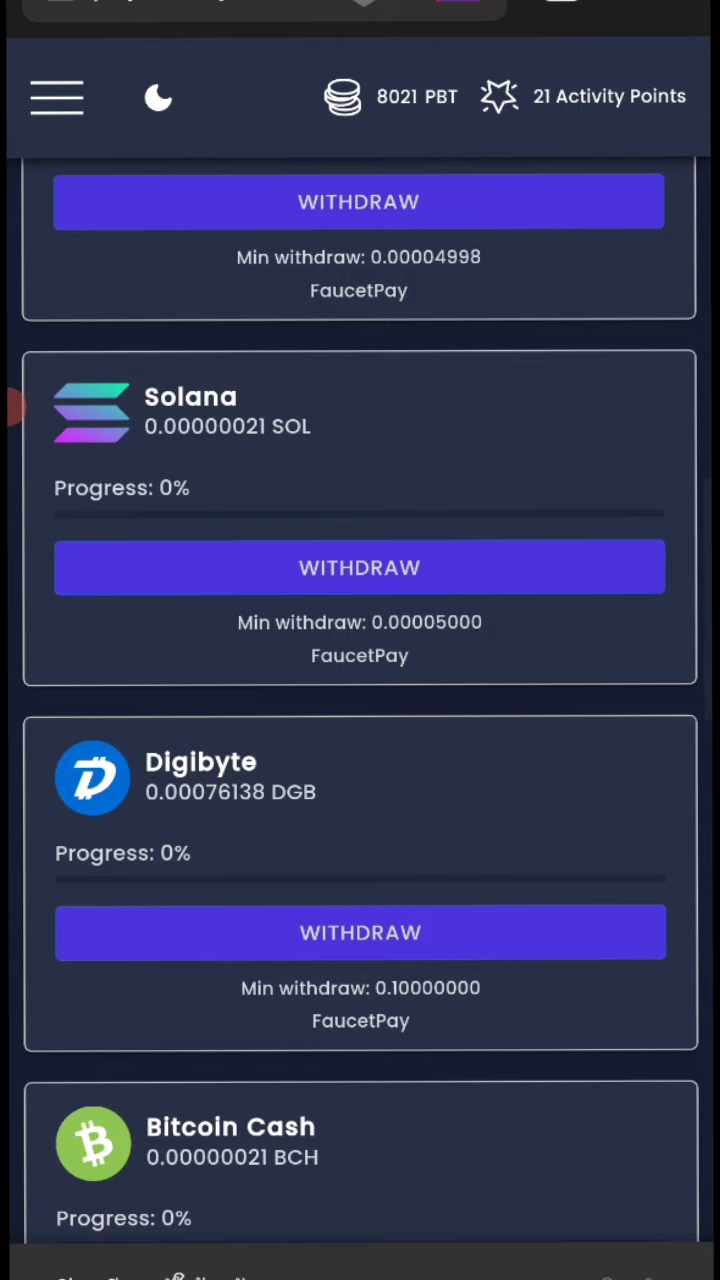 8021 PBT 21 Activity Points
WITHDRAW
Min withdraw: 0.00004998
FaucetPay
Solana
0.00000021 SOL
Progress: 0%
WITHDRAW
Min withdraw: 0.00005000
FaucetPay
Digibyte
0.00076138 DGB
Progress: 0%
WITHDRAW
Min withdraw: 0.10000000
FaucetPay
Bitcoin Cash
0.00000021 BCH
Progress: 0%